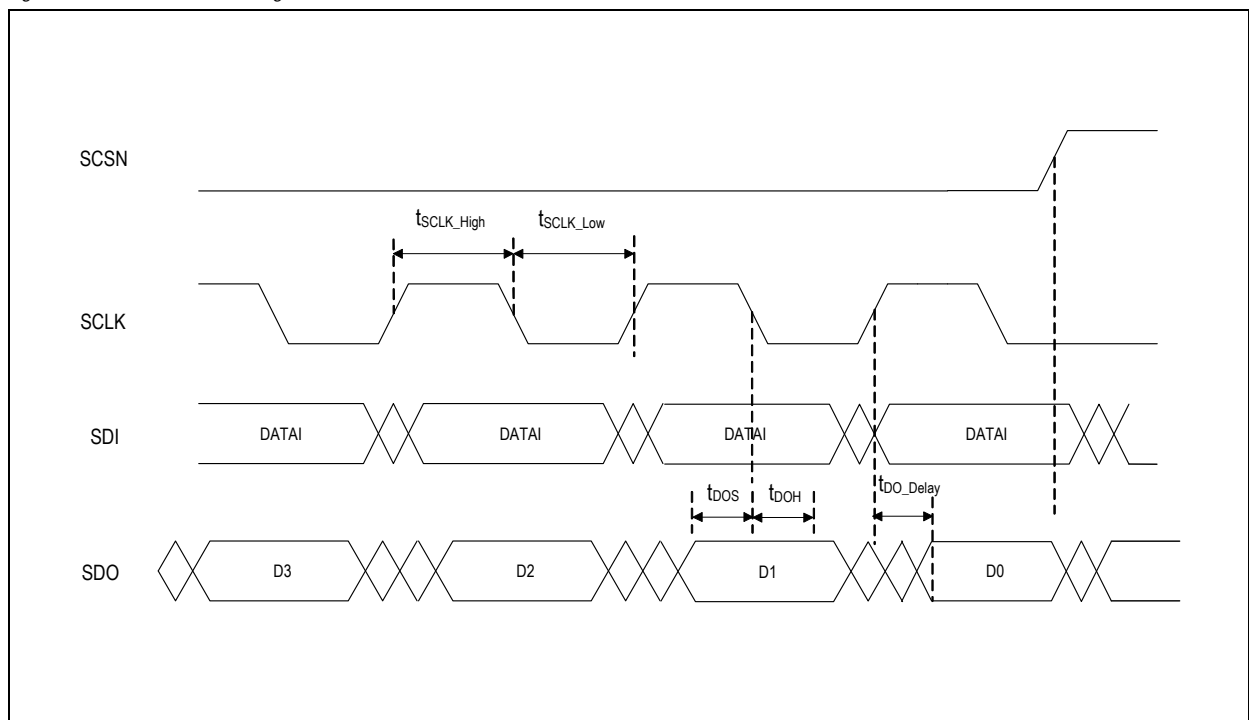 SCSN
tSCLK_High
tSCLK_Low
SCLK
SDI
DATAI
DATAI
DATAI
DATAI
tDOS
tDOH
tDO_Delay
SDO
D3
D2
D1
D0